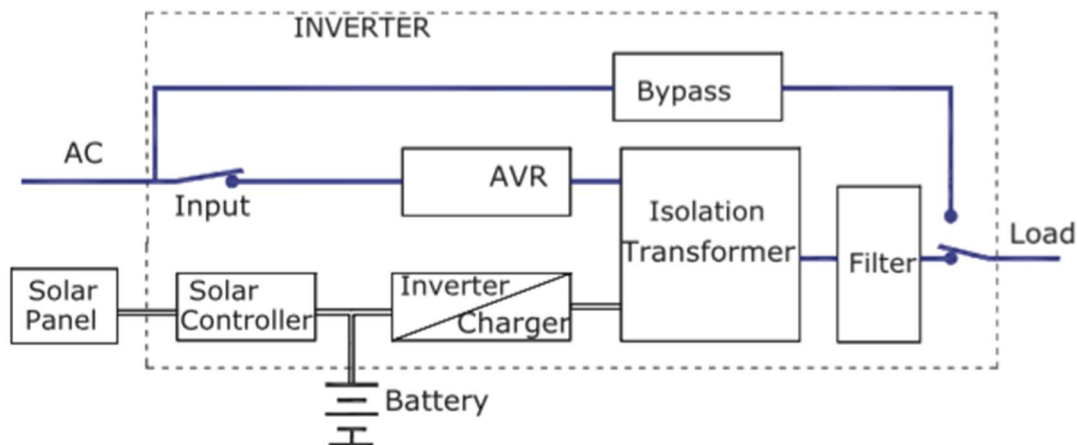 INVERTER
Bypass
AC
AVR
Input
Isolation
Transformer
Load
Filter
Solar
Panel
Solar
Controller
Inverter
Charger
Battery